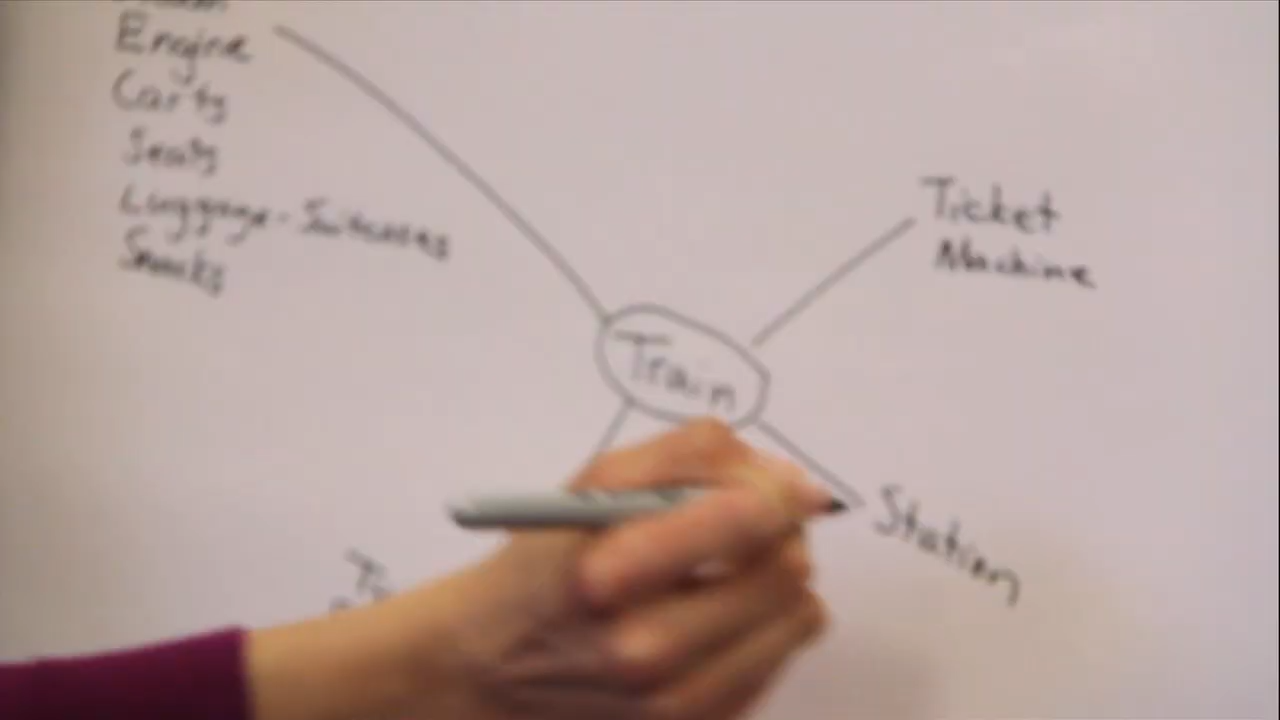 Engine
Carts
Seats
Luggage - Suitcases
Snacks
Ticket
Machine
Train
Station